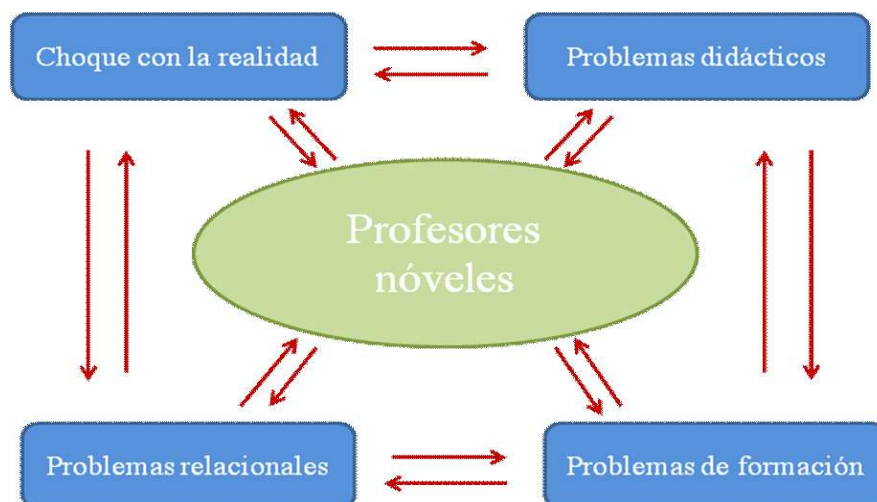 Choque con la realidad
Problemas didácticos
Profesores
nóveles
Problemas relacionales
Problemas de formación